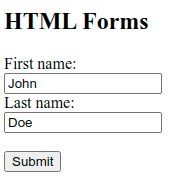 HTML Forms
First name:
John
Last name:
Doe
Submit